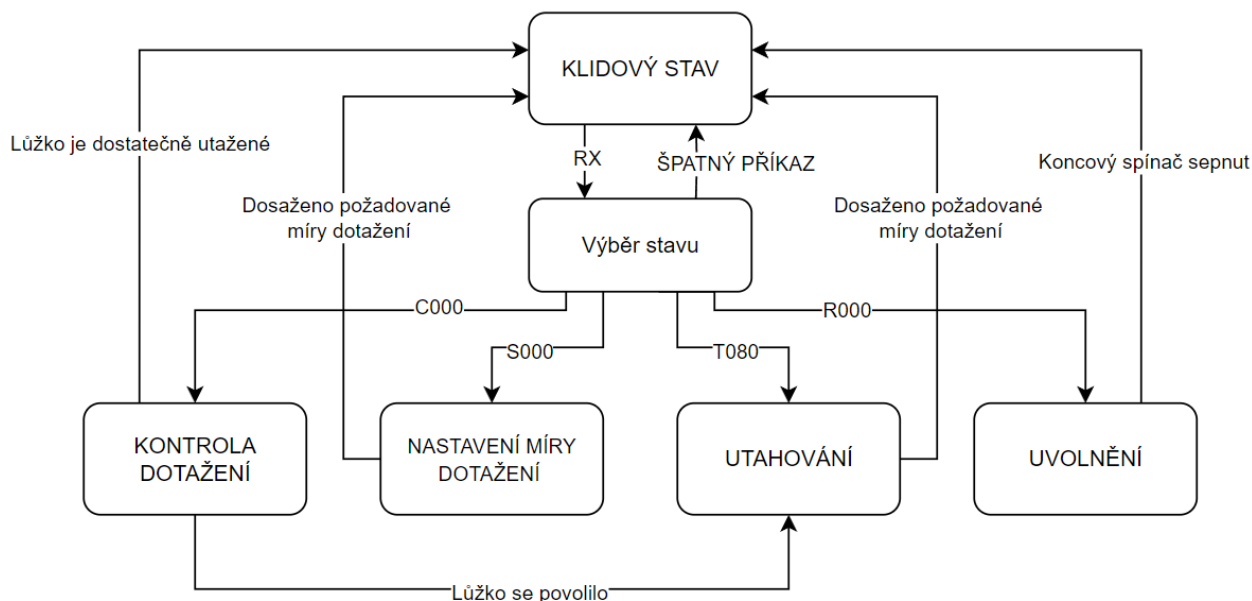 KLIDOVÝ STAV
Lůžko je dostatečně utažené
RX
ŠPATNÝ PŘÍKAZ
Koncový spínač sepnut
Dosaženo požadované
míry dotažení
Dosaženo požadované
míry dotažení
Výběr stavu
C000
R000
S000
T080
KONTROLA
DOTAŽENÍ
NASTAVENÍ MÍRY
DOTAŽENÍ
UTAHOVÁNÍ
UVOLNĚNÍ
Lůžko se povolilo